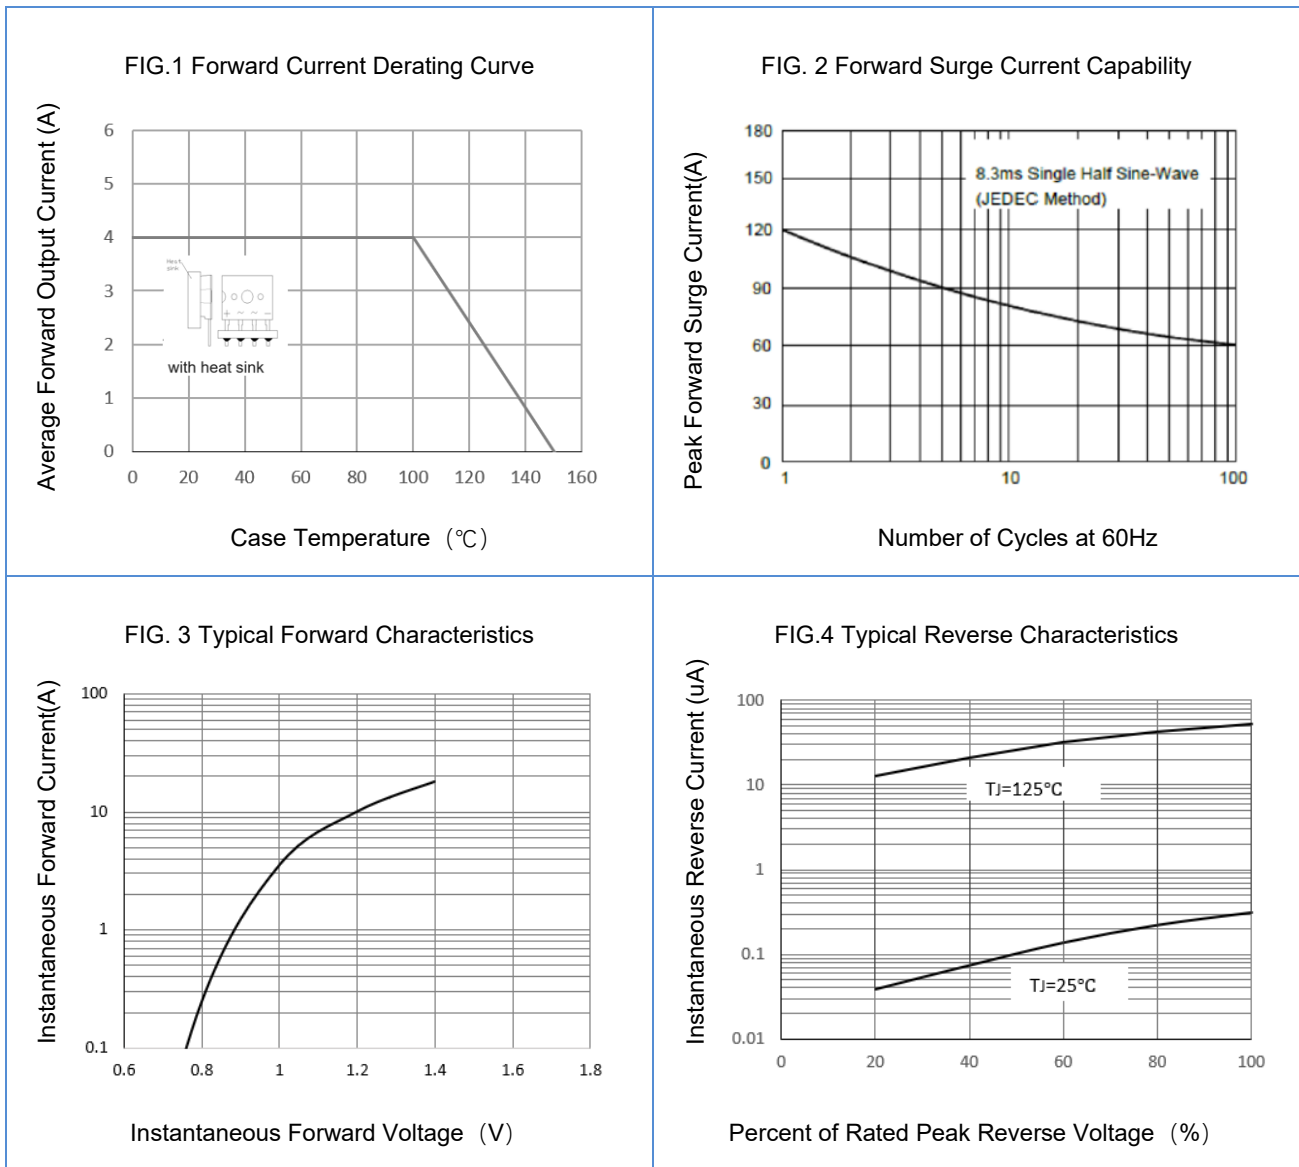 FIG.1 Forward Current Derating Curve
Average Forward Output Current (A)
6
5
4
3
2
1
0
Heat
sink
+ ~ ~ −
with heat sink
0 20 40 60 80 100 120 140 160
Case Temperature（℃）
FIG. 2 Forward Surge Current Capability
Peak Forward Surge Current(A)
180
150
120
90
60
30
0
8.3ms Single Half Sine-Wave
(JEDEC Method)
1 10 100
Number of Cycles at 60Hz
FIG. 3 Typical Forward Characteristics
Instantaneous Forward Current(A)
100
10
1
0.1
0.6 0.8 1 1.2 1.4 1.6 1.8
Instantaneous Forward Voltage（V）
FIG.4 Typical Reverse Characteristics
Instantaneous Reverse Current (uA)
100
10
1
0.1
0.01
TJ=125℃
TJ=25℃
0 20 40 60 80 100
Percent of Rated Peak Reverse Voltage（%）